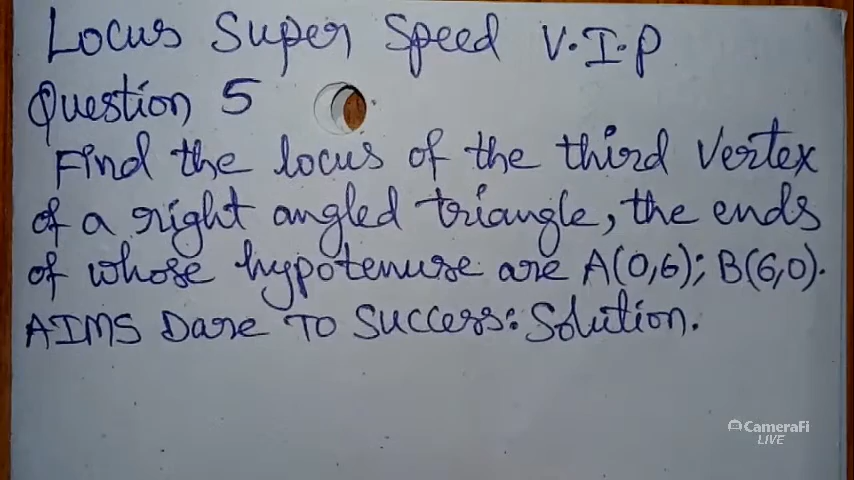 Locus Super Speed V.I.P
Question 5
Find the locus of the third vertex
of a right angled triangle, the ends
of whose hypotenuse are A(0,6); B(6,0).
AIMS Dare To Success: Solution.
CameraFi
LIVE